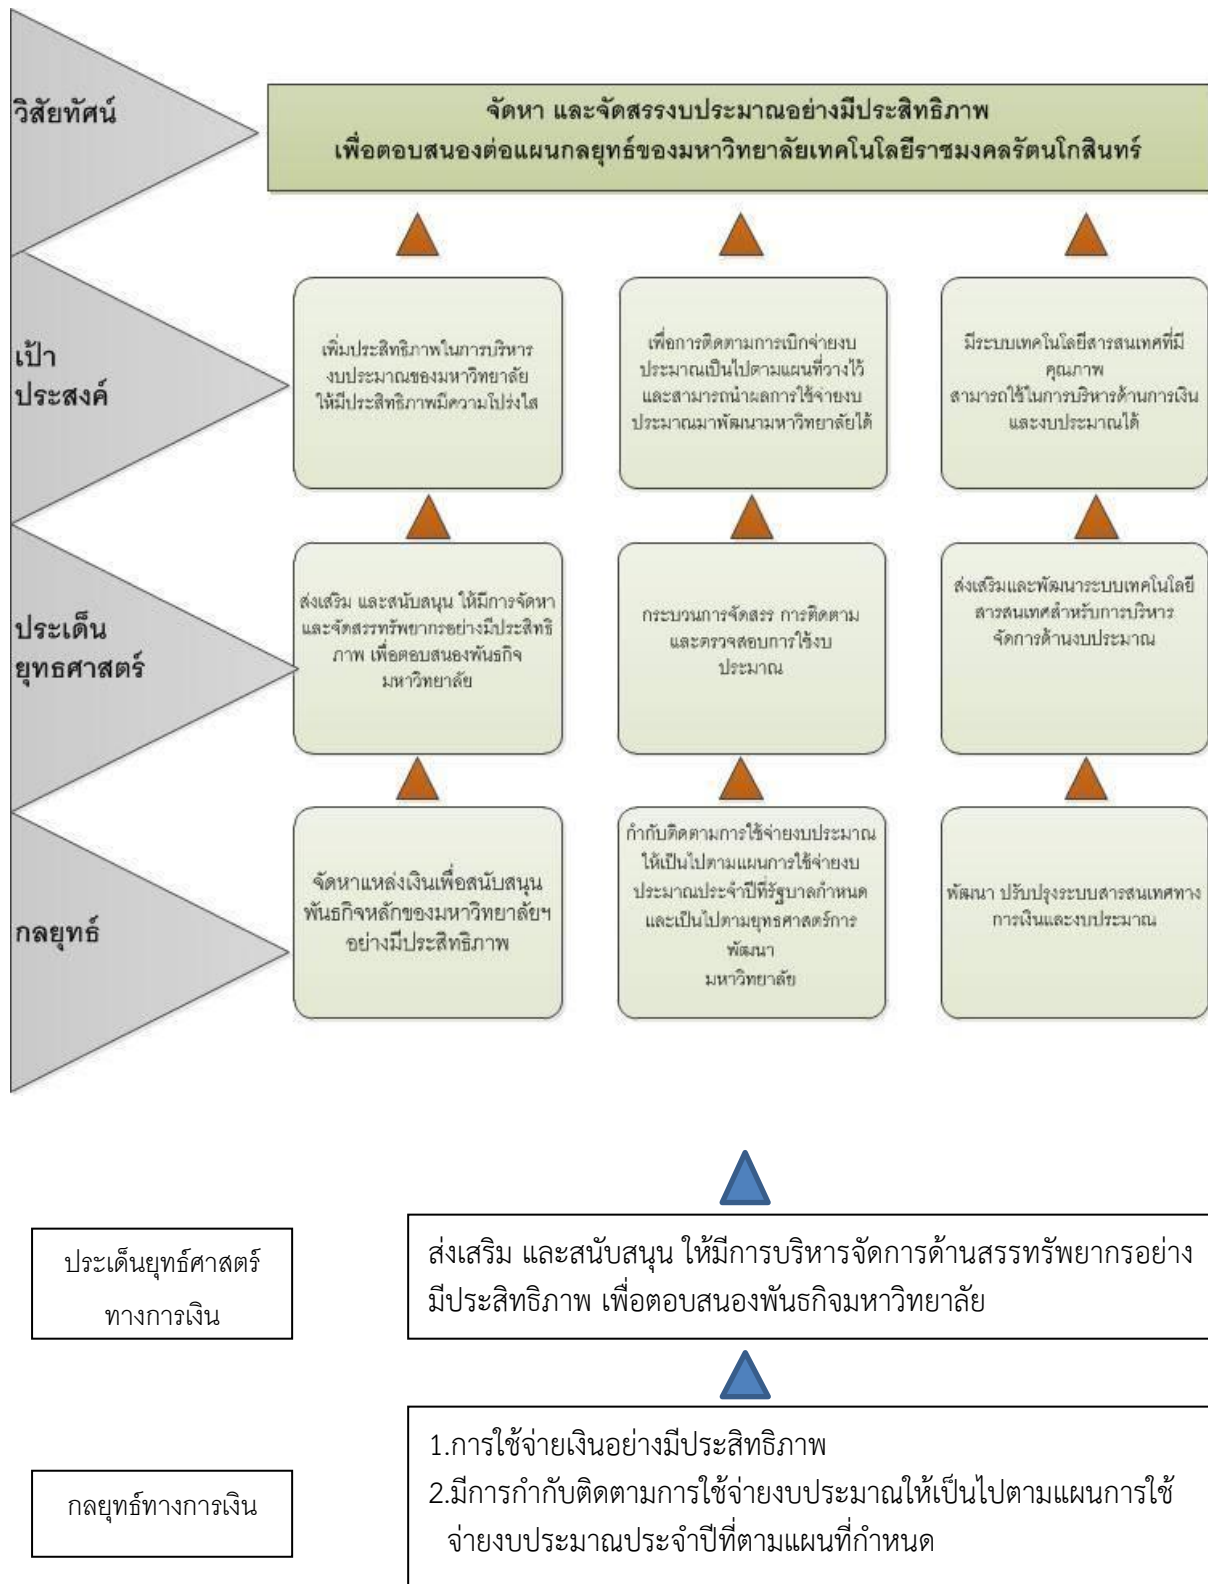 วิสัยทัศน์
จัดหา และจัดสรรงบประมาณอย่างมีประสิทธิภาพ
เพื่อตอบสนองต่อแผนกลยุทธ์ของมหาวิทยาลัยเทคโนโลยีราชมงคลรัตนโกสินทร์
เป้า
ประสงค์
เพิ่มประสิทธิภาพในการบริหาร
งบประมาณของมหาวิทยาลัย
ให้มีประสิทธิภาพมีความโปร่งใส
เพื่อการติดตามการเบิกจ่ายงบ
ประมาณเป็นไปตามแผนที่วางไว้
และสามารถนำผลการใช้จ่ายงบ
ประมาณมาพัฒนามหาวิทยาลัยได้
มีระบบเทคโนโลยีสารสนเทศที่มี
คุณภาพ
สามารถใช้ในการบริหารด้านการเงิน
และงบประมาณได้
ประเด็น
ยุทธศาสตร์
ส่งเสริม และสนับสนุน ให้มีการจัดหา
และจัดสรรทรัพยากรอย่างมีประสิทธิ
ภาพ เพื่อตอบสนองพันธกิจ
มหาวิทยาลัย
กระบวนการจัดสรร การติดตาม
และตรวจสอบการใช้งบ
ประมาณ
ส่งเสริมและพัฒนาระบบเทคโนโลยี
สารสนเทศสำหรับการบริหาร
จัดการด้านงบประมาณ
กลยุทธ์
จัดหาแหล่งเงินเพื่อสนับสนุน
พันธกิจหลักของมหาวิทยาลัยฯ
อย่างมีประสิทธิภาพ
กำกับติดตามการใช้จ่ายงบประมาณ
ให้เป็นไปตามแผนการใช้จ่ายงบ
ประมาณประจำปีที่รัฐบาลกำหนด
และเป็นไปตามยุทธศาสตร์การ
พัฒนา
มหาวิทยาลัย
พัฒนา ปรับปรุงระบบสารสนเทศทาง
การเงินและงบประมาณ
ประเด็นยุทธ์ศาสตร์
ทางการเงิน
ส่งเสริม และสนับสนุน ให้มีการบริหารจัดการด้านสรรทรัพยากรอย่าง
มีประสิทธิภาพ เพื่อตอบสนองพันธกิจมหาวิทยาลัย
กลยุทธ์ทางการเงิน
1.การใช้จ่ายเงินอย่างมีประสิทธิภาพ
2.มีการกำกับติดตามการใช้จ่ายงบประมาณให้เป็นไปตามแผนการใช้
จ่ายงบประมาณประจำปีที่ตามแผนที่กำหนด